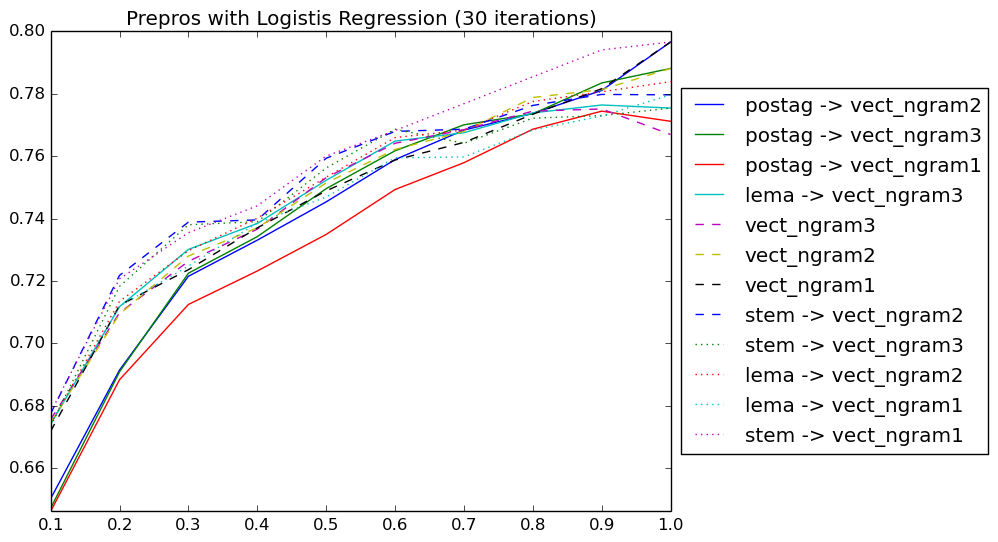 Prepros with Logistis Regression (30 iterations)
0.80
0.78
0.76
0.74
0.72
0.70
0.68
0.66
0.1 0.2 0.3 0.4 0.5 0.6 0.7 0.8 0.9 1.0
postag -> vect_ngram2
postag -> vect_ngram3
postag -> vect_ngram1
lema -> vect_ngram3
vect_ngram3
vect_ngram2
vect_ngram1
stem -> vect_ngram2
stem -> vect_ngram3
lema -> vect_ngram2
lema -> vect_ngram1
stem -> vect_ngram1